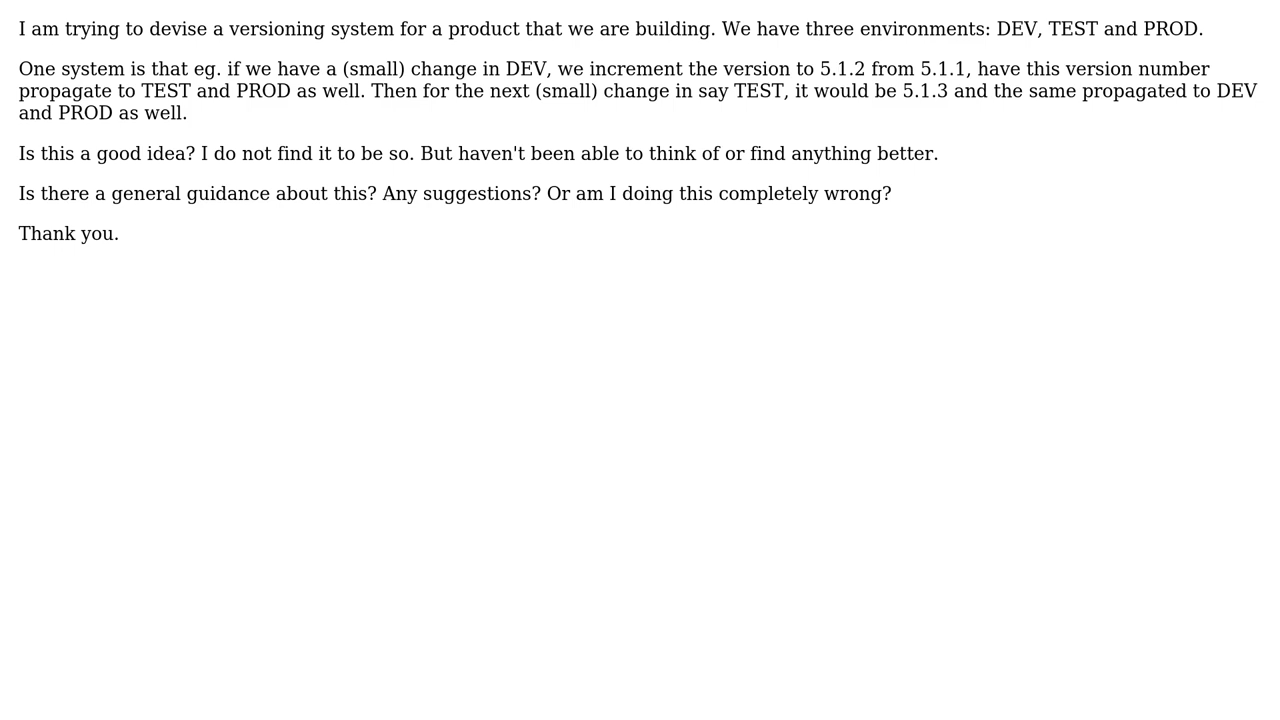 I am trying to devise a versioning system for a product that we are building. We have three environments: DEV, TEST and PROD.
One system is that eg. if we have a (small) change in DEV, we increment the version to 5.1.2 from 5.1.1, have this version number
propagate to TEST and PROD as well. Then for the next (small) change in say TEST, it would be 5.1.3 and the same propagated to DEV
and PROD as well.
Is this a good idea? I do not find it to be so. But haven't been able to think of or find anything better.
Is there a general guidance about this? Any suggestions? Or am I doing this completely wrong?
Thank you.